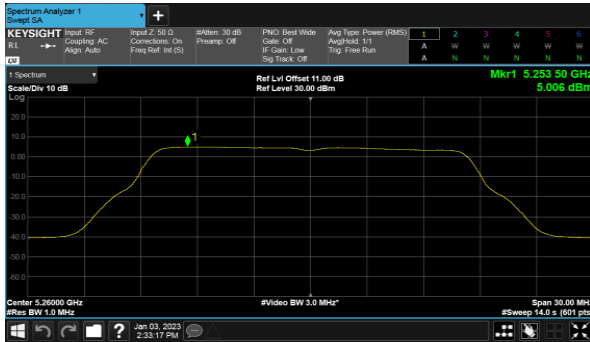 Spectrum Analyzer 1
Swept SA
+
KEYSIGHT
RL
Input: RF
Coupling: AC
Align: Auto
Input Z: 50 Ω
Corrections: On
Freq Ref: Int (S)
#Atten: 30 dB
Preamp: Off
PNO: Best Wide
Gate: Off
IF Gain: Low
Sig Track: Off
Avg Type: Power (RMS)
Avg|Hold: 1/1
Trig: Free Run
1 2 3 4 5 6
A W W W W W
A N N N N N
1 Spectrum
Scale/Div 10 dB
Log
Ref Lvl Offset 11.00 dB
Ref Level 30.00 dBm
Mkr1 5.253 50 GHz
5.006 dBm
1
20.0
10.0
0.00
-10.0
-20.0
-30.0
-40.0
-50.0
-60.0
Center 5.26000 GHz
#Res BW 1.0 MHz
#Video BW 3.0 MHz*
Span 30.00 MHz
#Sweep 14.0 s (601 pts)
?
Jan 03, 2023
2:33:17 PM